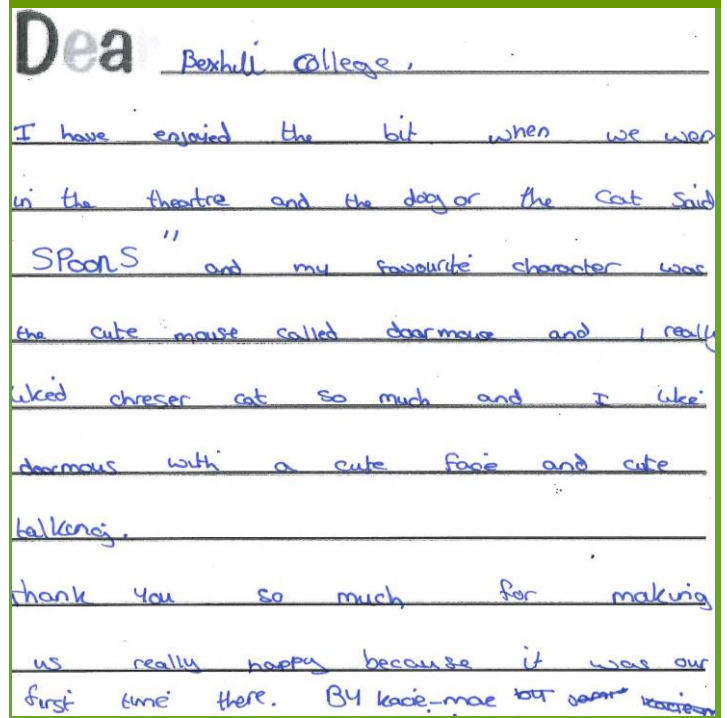 Dear Bexhill College,
I have enjoied the bit when we wer
in the theartre and the dog or the Cat Said
SPoonS " and my favourite character was
the cute mouse called doormouse and I really
liked chreser cat so much and I like
doormous with a cute face and cute
talking.
thank you so much for making
us really happy because it was our
first time there. BY kacie-mae